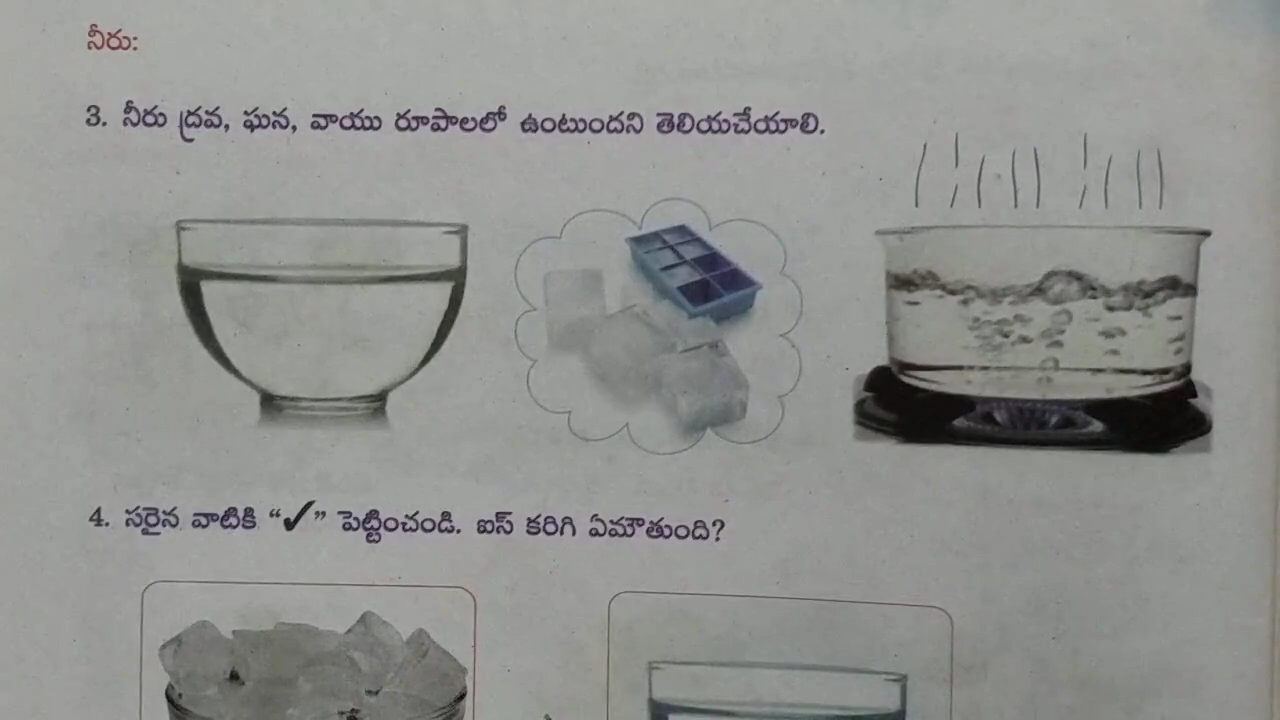 నీరు:
3. నీరు ద్రవ, ఘన, వాయు రూపాలలో ఉంటుందని తెలియచేయాలి.
4. సరైన వాటికి “✓” పెట్టించండి. ఐస్ కరిగి ఏమౌతుంది?